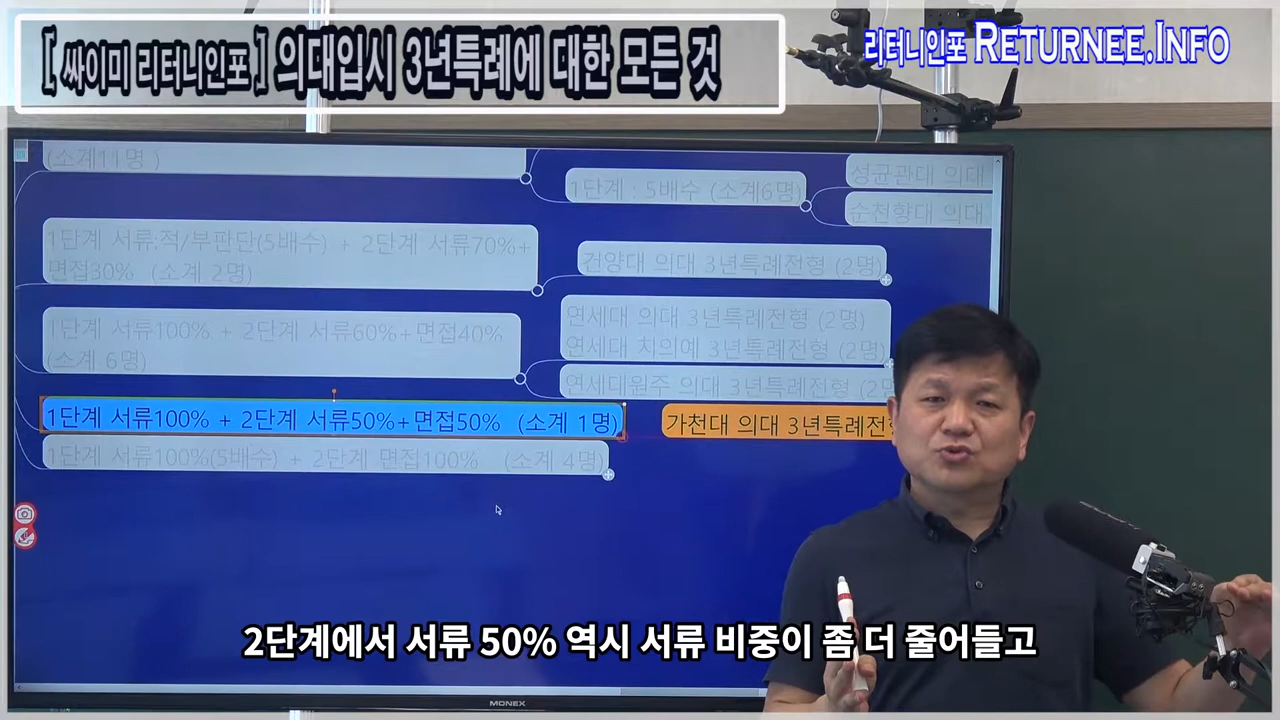 [ 싸이미 리터니인포 ] 의대입시 3년특례에 대한 모든 것
리터니인포 RETURNEE.INFO
(소계11명 )
1단계 : 5배수 (소계6명)
성균관대 의대
순천향대 의대
1단계 서류:적/부판단(5배수) + 2단계 서류70%+
면접30% (소계 2명)
건양대 의대 3년특례전형 (2명)
1단계 서류100% + 2단계 서류60%+면접40%
(소계 6명)
연세대 의대 3년특례전형 (2명)
연세대 치의예 3년특례전형 (2명)
연세대원주 의대 3년특례전형 (2명
1단계 서류100% + 2단계 서류50%+면접50% (소계 1명)
가천대 의대 3년특례전형
1단계 서류100%(5배수) + 2단계 면접100% (소계 4명)
2단계에서 서류 50% 역시 서류 비중이 좀 더 줄어들고
MONEX